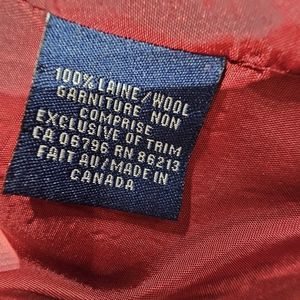 100% LAINE/WOOL
GARNITURE NON
COMPRISE
EXCLUSIVE OF TRIM
CA 06796 RN 86213
FAIT AU/MADE IN
CANADA